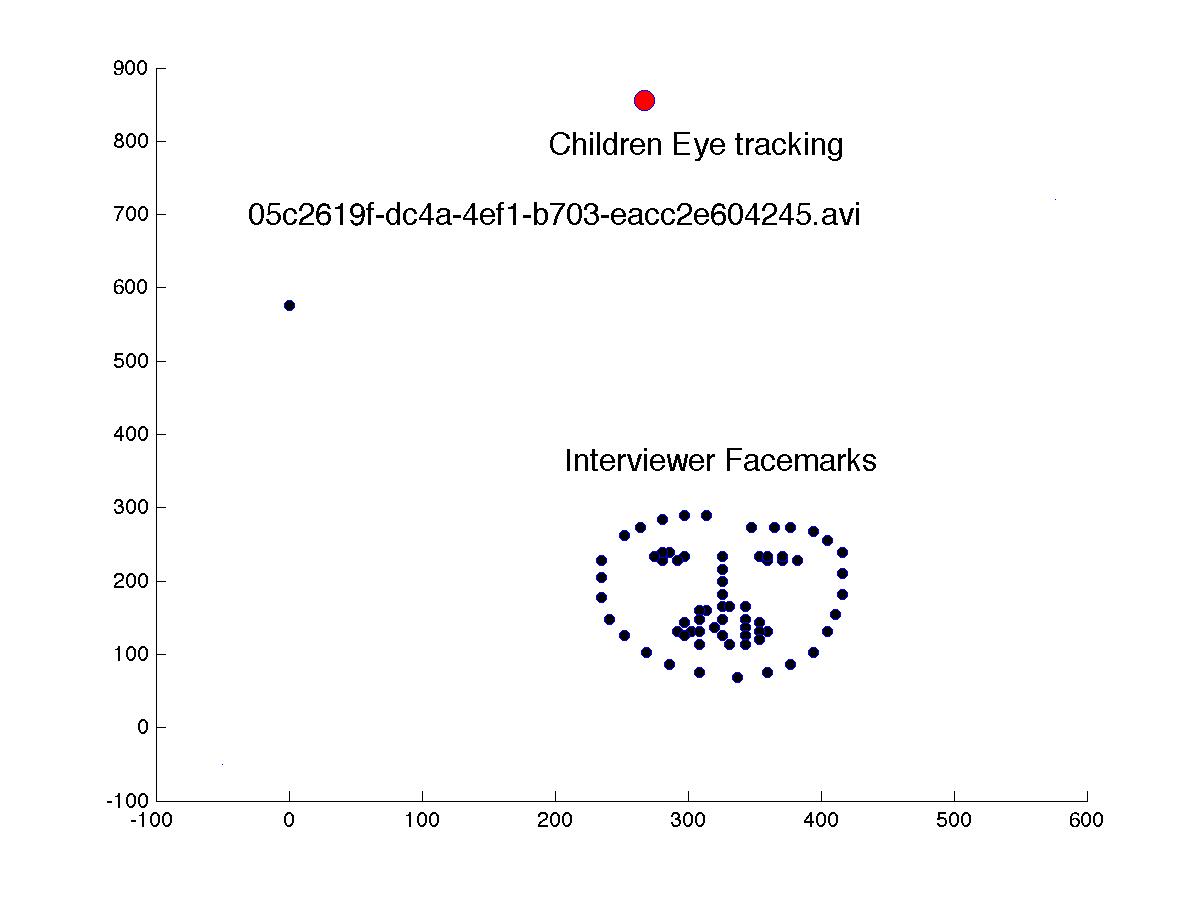 900
Children Eye tracking
800
05c2619f-dc4a-4ef1-b703-eacc2e604245.avi
700
600
500
400
Interviewer Facemarks
300
200
100
0
-100
-100 0 100 200 300 400 500 600